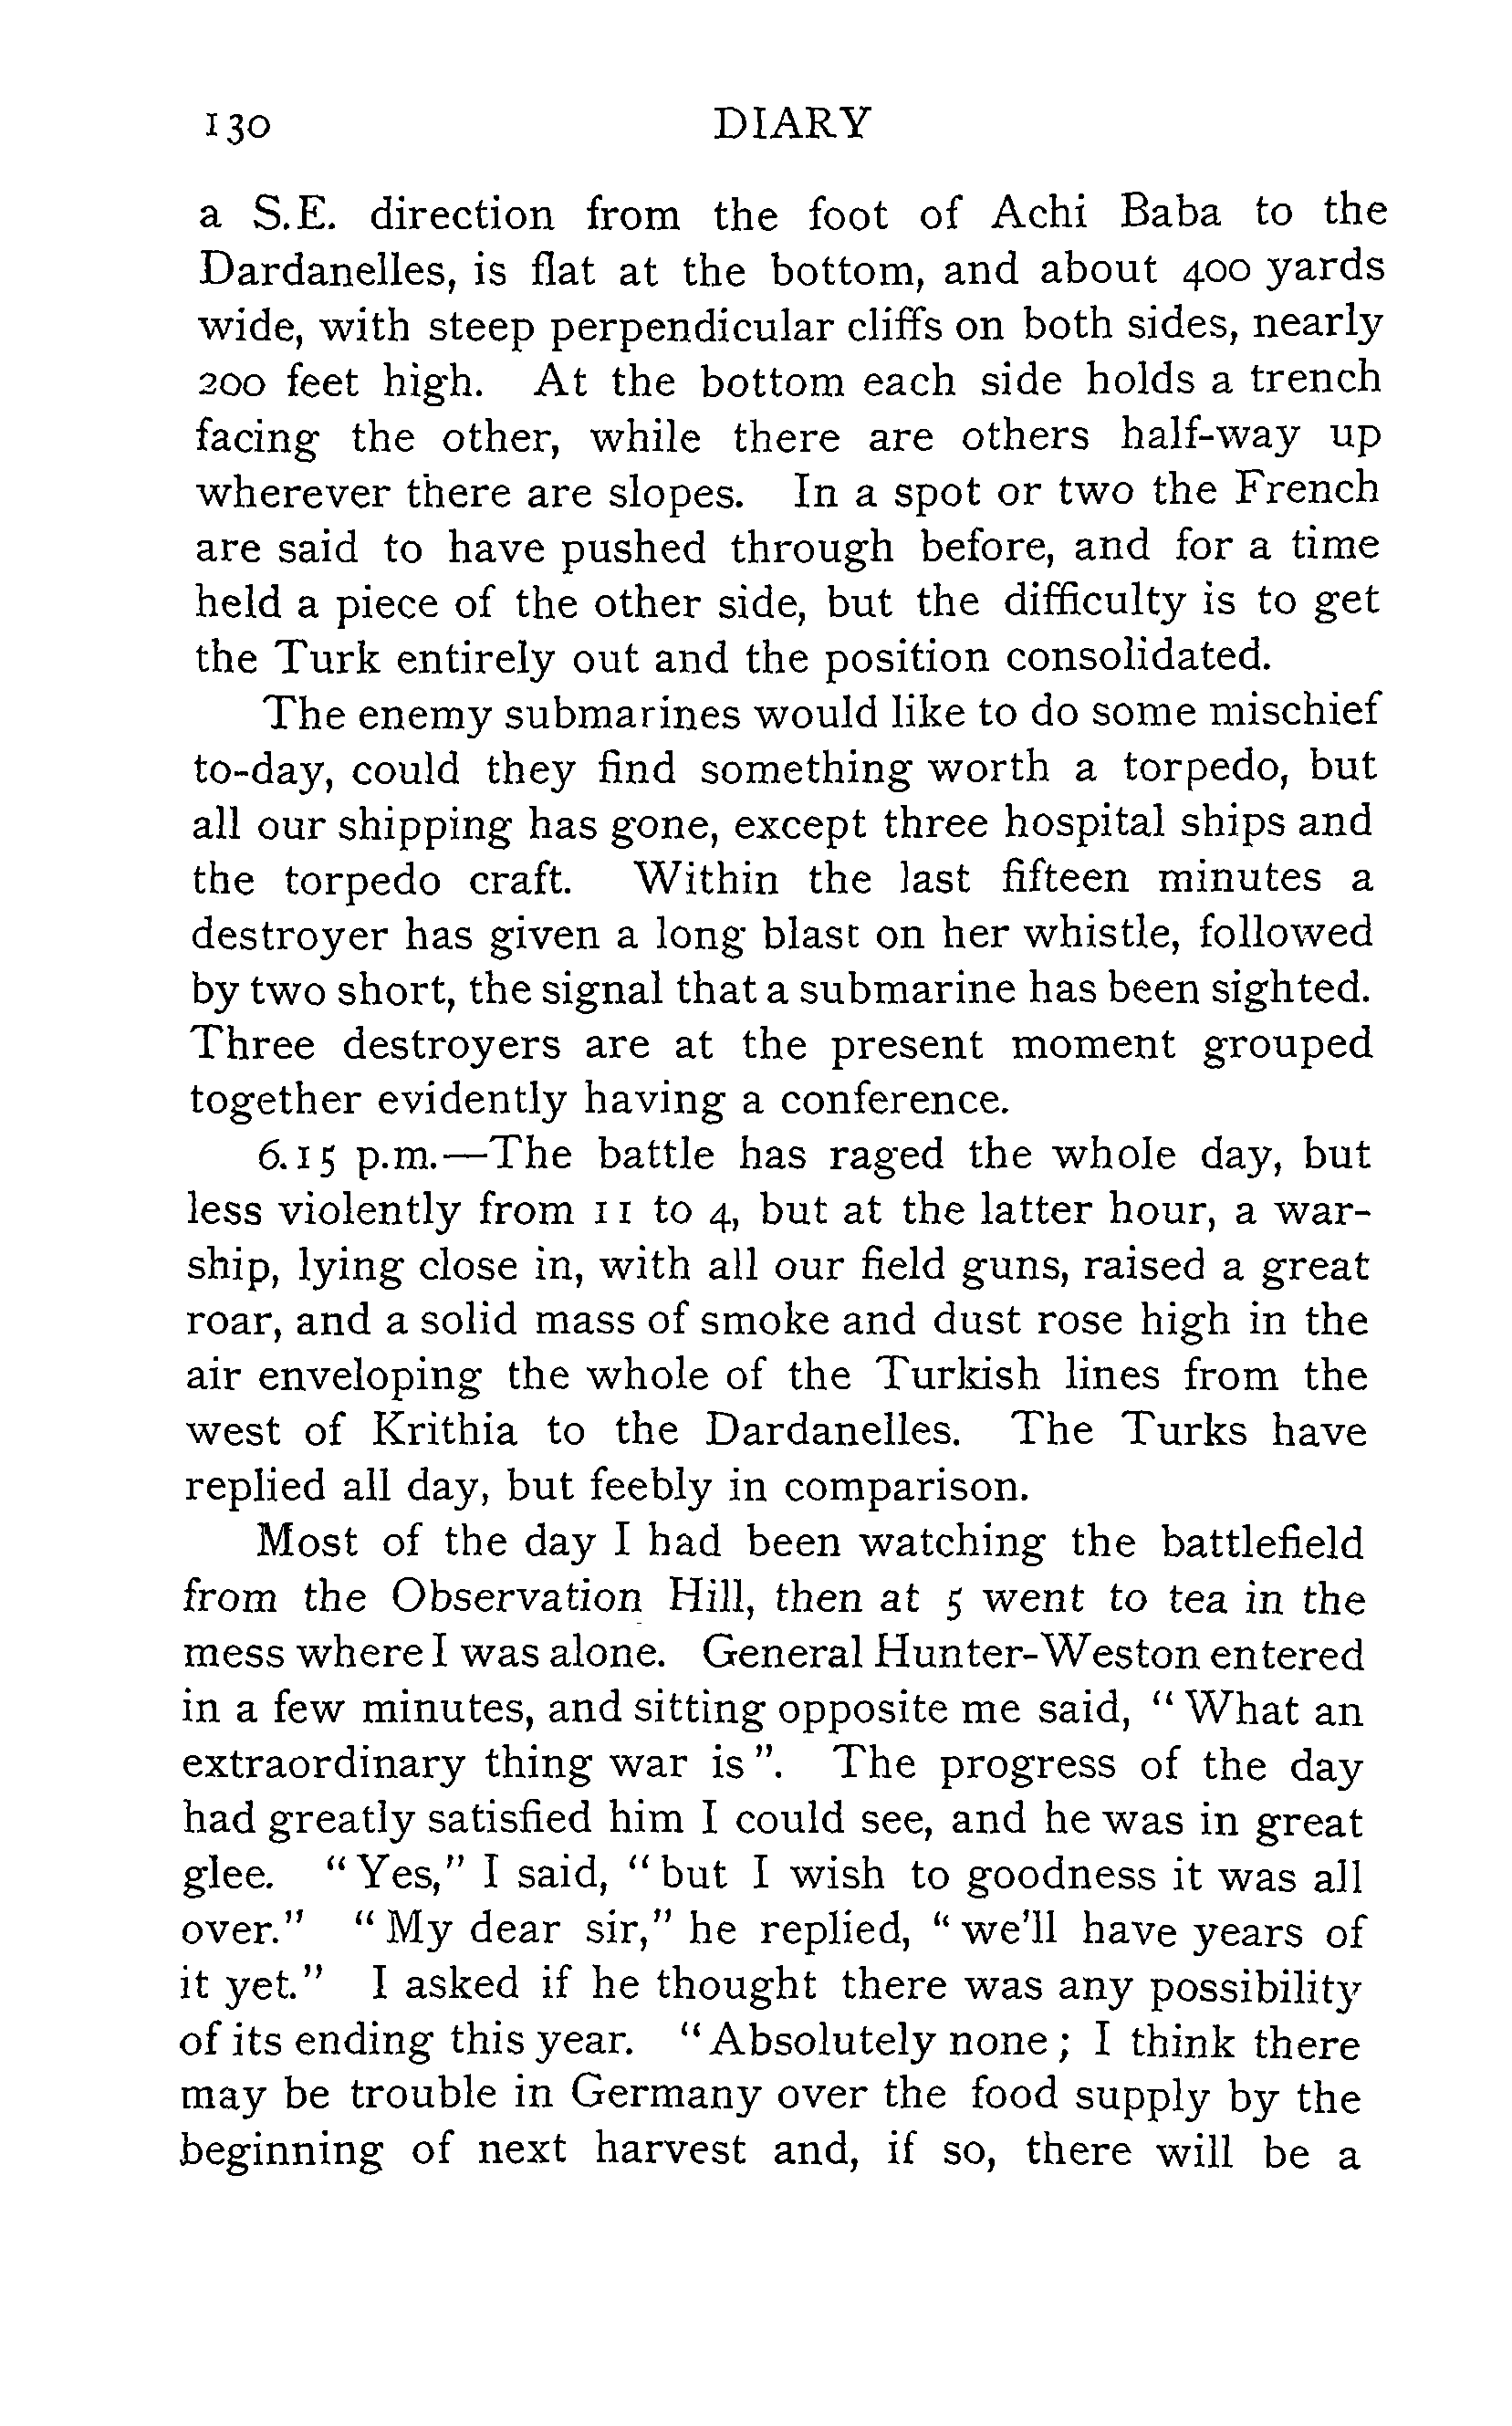 130 DIARY
a S.E. direction from the foot of Achi Baba to the
Dardanelles, is flat at the bottom, and about 400 yards
wide, with steep perpendicular cliffs on both sides, nearly
200 feet high. At the bottom each side holds a trench
facing the other, while there are others half-way up
wherever there are slopes. In a spot or two the French
are said to have pushed through before, and for a time
held a piece of the other side, but the difficulty is to get
the Turk entirely out and the position consolidated.
The enemy submarines would like to do some mischief
to-day, could they find something worth a torpedo, but
all our shipping has gone, except three hospital ships and
the torpedo craft. Within the last fifteen minutes a
destroyer has given a long blast on her whistle, followed
by two short, the signal that a submarine has been sighted.
Three destroyers are at the present moment grouped
together evidently having a conference.
6.15 p.m.—The battle has raged the whole day, but
less violently from 11 to 4, but at the latter hour, a war-
ship, lying close in, with all our field guns, raised a great
roar, and a solid mass of smoke and dust rose high in the
air enveloping the whole of the Turkish lines from the
west of Krithia to the Dardanelles. The Turks have
replied all day, but feebly in comparison.
Most of the day I had been watching the battlefield
from the Observation Hill, then at 5 went to tea in the
mess where I was alone. General Hunter-Weston entered
in a few minutes, and sitting opposite me said, “What an
extraordinary thing war is”. The progress of the day
had greatly satisfied him I could see, and he was in great
glee. “Yes,” I said, “but I wish to goodness it was all
over.” “My dear sir,” he replied, “we'll have years of
it yet.” I asked if he thought there was any possibility
of its ending this year. “Absolutely none; I think there
may be trouble in Germany over the food supply by the
beginning of next harvest and, if so, there will be a